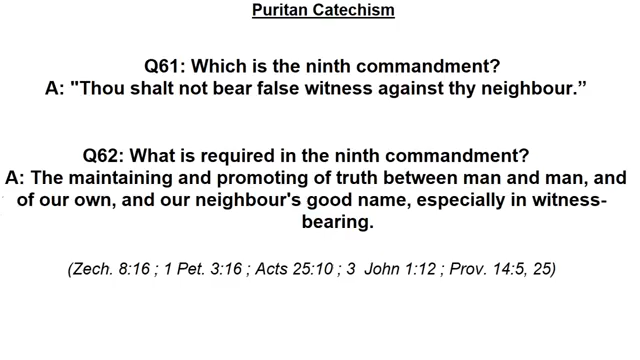 Puritan Catechism
Q61: Which is the ninth commandment?
A: "Thou shalt not bear false witness against thy neighbour.”
Q62: What is required in the ninth commandment?
A: The maintaining and promoting of truth between man and man, and
of our own, and our neighbour's good name, especially in witness-
bearing.
(Zech. 8:16 ; 1 Pet. 3:16 ; Acts 25:10 ; 3 John 1:12 ; Prov. 14:5, 25)